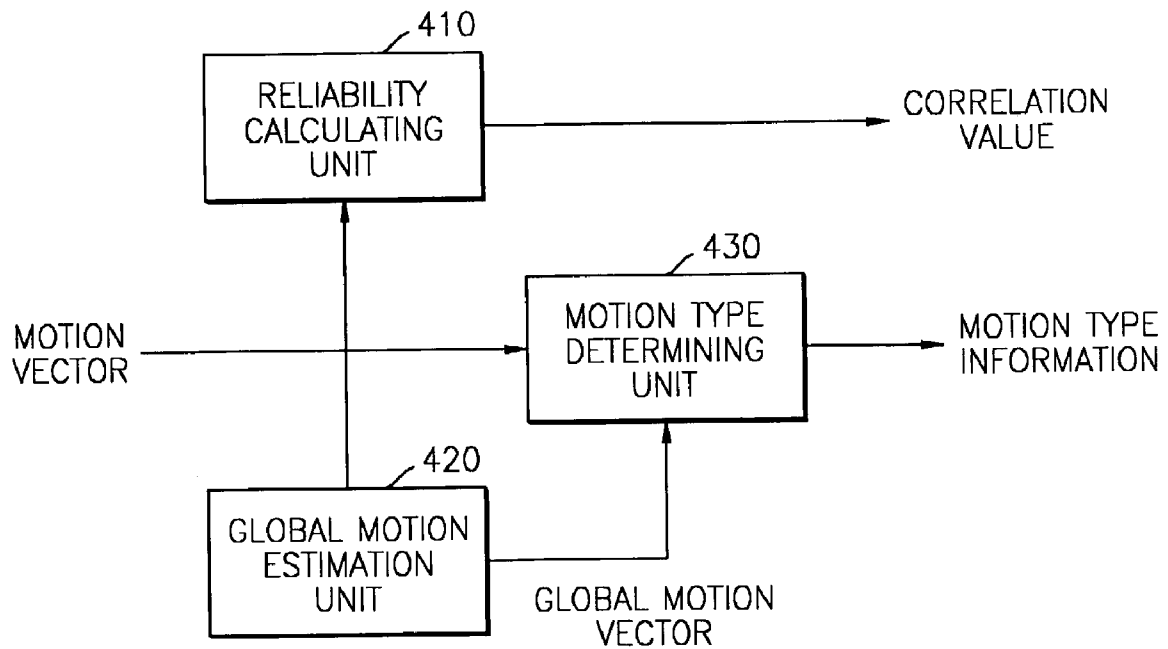 410
RELIABILITY
CALCULATING
UNIT
CORRELATION
VALUE
430
MOTION
VECTOR
MOTION TYPE
DETERMINING
UNIT
MOTION TYPE
INFORMATION
420
GLOBAL MOTION
ESTIMATION
UNIT
GLOBAL MOTION
VECTOR